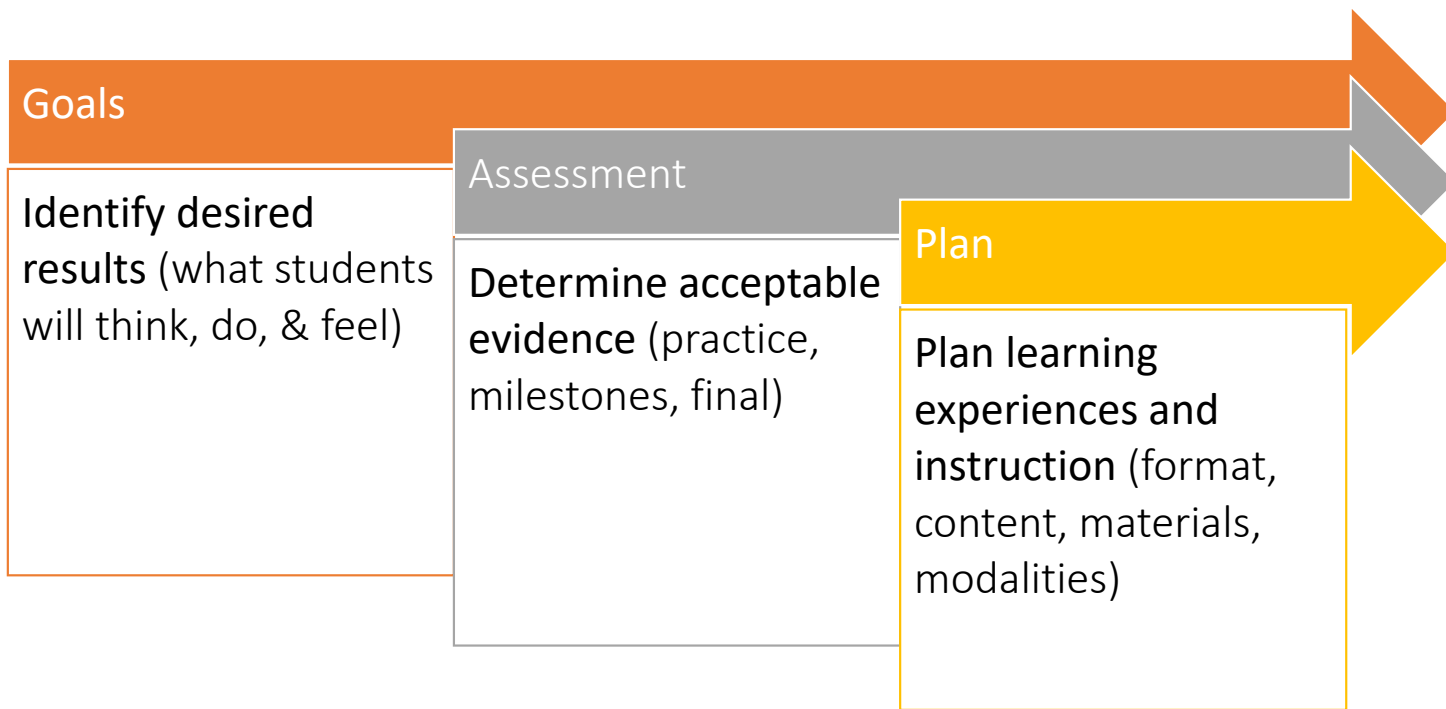 Goals
Identify desired
results (what students
will think, do, & feel)
Assessment
Determine acceptable
evidence (practice,
milestones, final)
Plan
Plan learning
experiences and
instruction (format,
content, materials,
modalities)